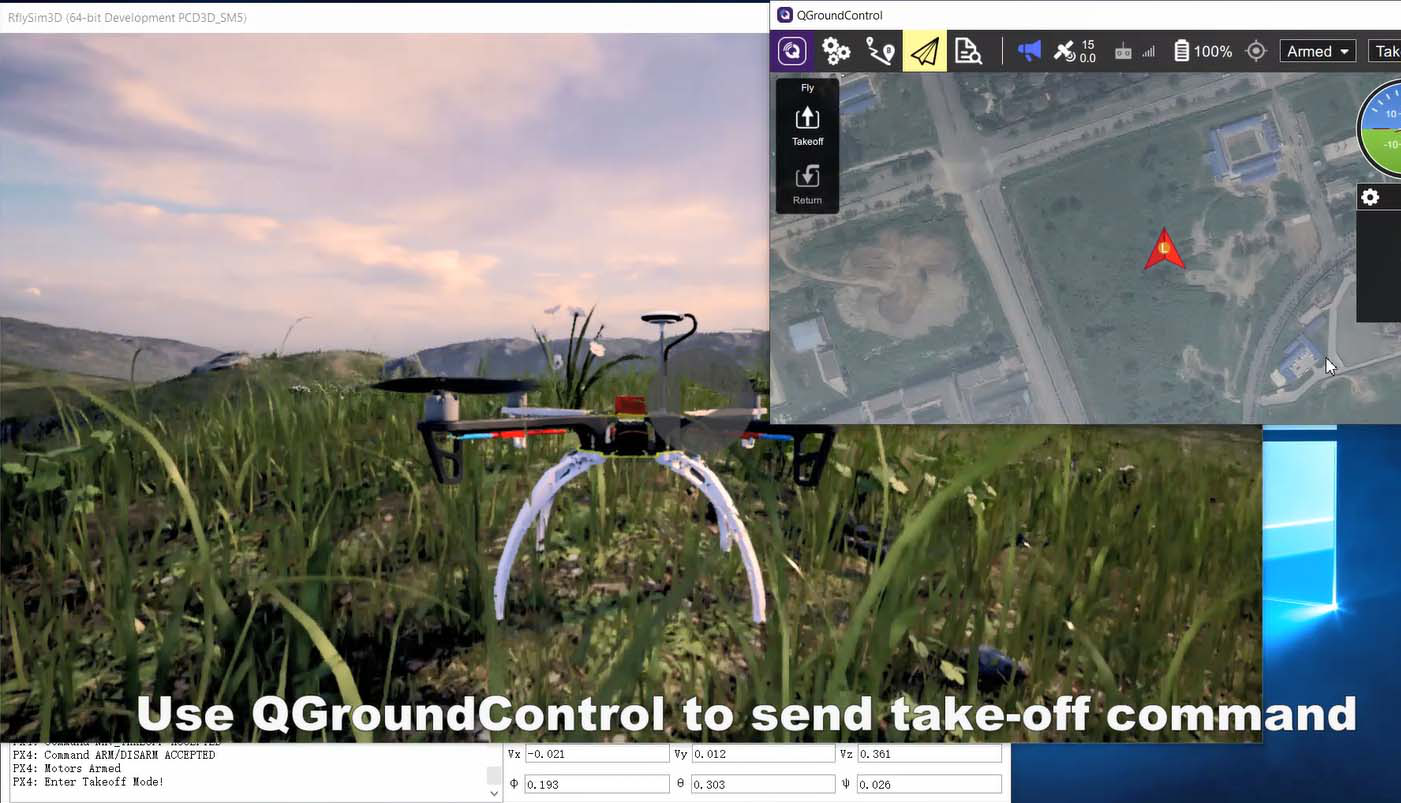 RflySim3D (64-bit Development PCD3D_SM5)
QGroundControl
15
0.0
100%
Armed
Fly
Takeoff
Return
10
-10
L
Use QGroundControl to send take-off command
PX4: Command ARM/DISARM ACCEPTED
PX4: Motors Armed
PX4: Enter Takeoff Mode!
Vx -0.021 Vy 0.012 Vz 0.361
Φ 0.193 θ 0.303 ψ 0.026